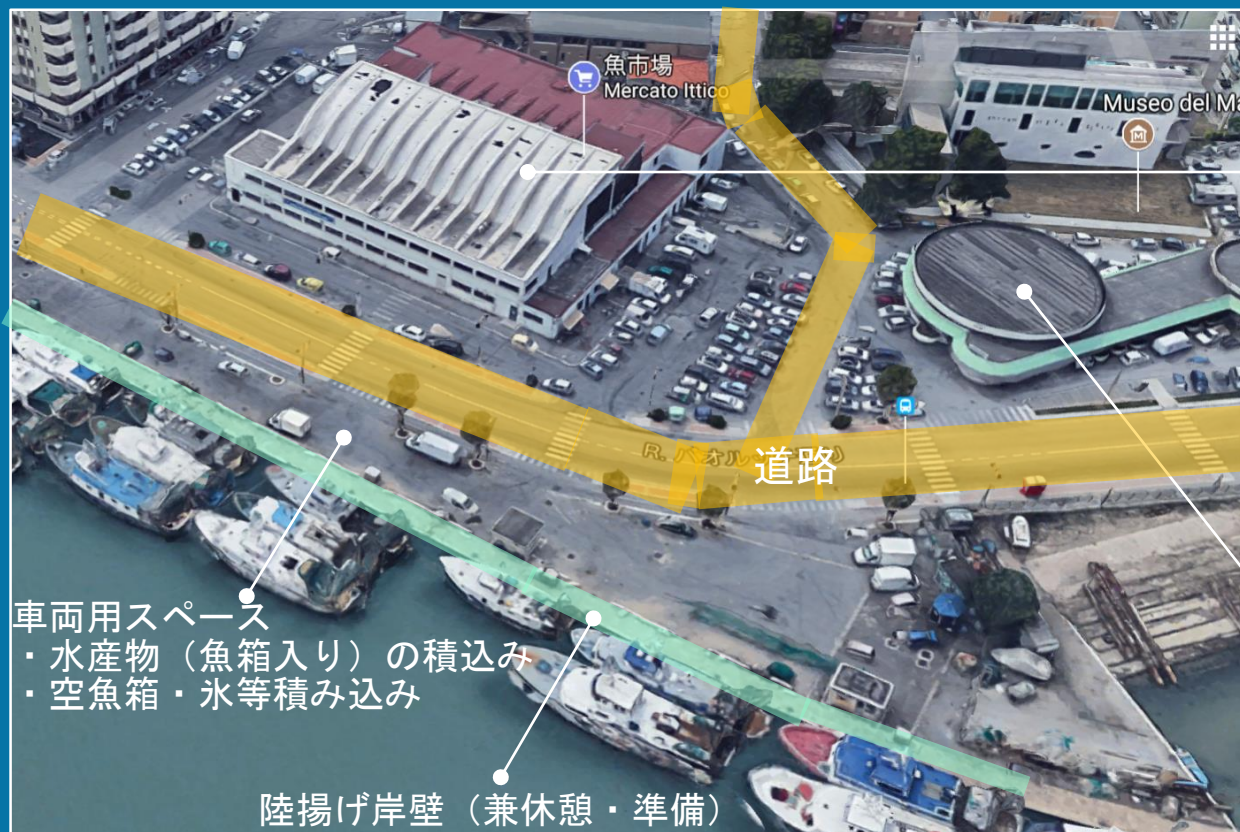 魚市場
Mercato Ittico
Museo del Ma
道路
車両用スペース
・水産物（魚箱入り）の積込み
・空魚箱・氷等積み込み
陸揚げ岸壁（兼休憩・準備）